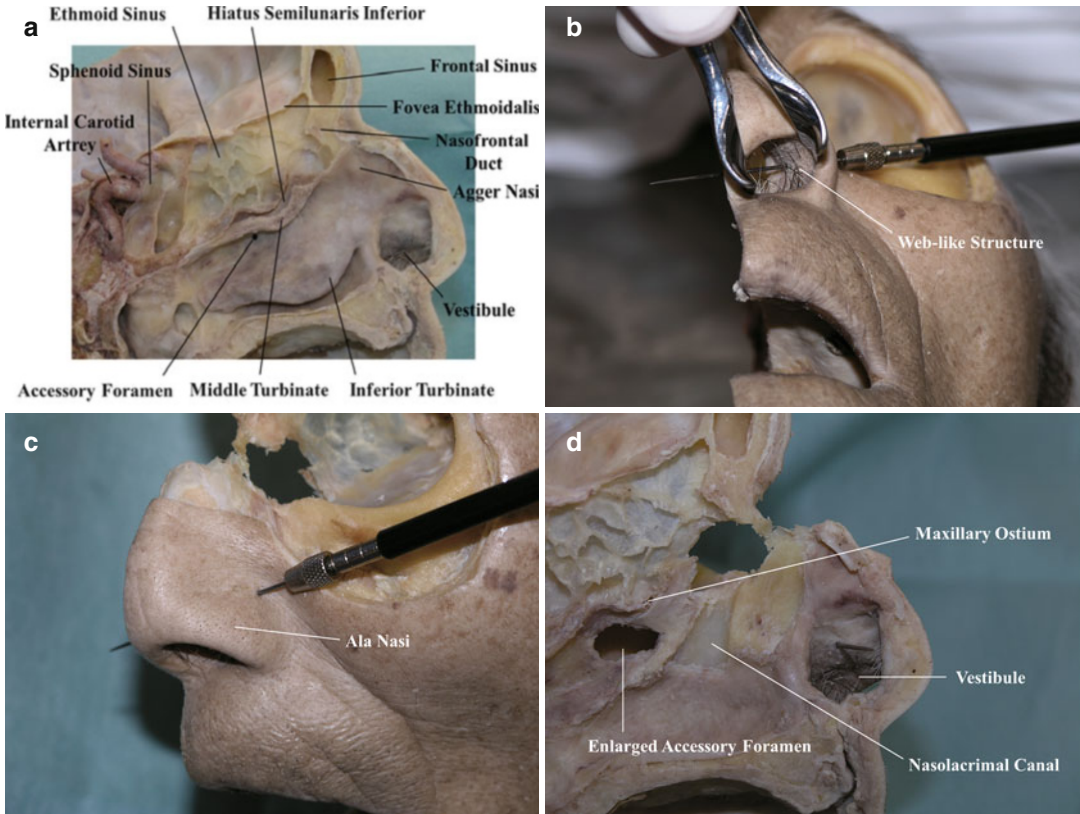 a
Ethmoid Sinus
Hiatus Semilunaris Inferior
Sphenoid Sinus
Frontal Sinus
Fovea Ethmoidalis
Internal Carotid
Artrey
Nasofrontal
Duct
Agger Nasi
Vestibule
Accessory Foramen
Middle Turbinate
Inferior Turbinate
b
Web-like Structure
c
Ala Nasi
d
Maxillary Ostium
Vestibule
Enlarged Accessory Foramen
Nasolacrimal Canal